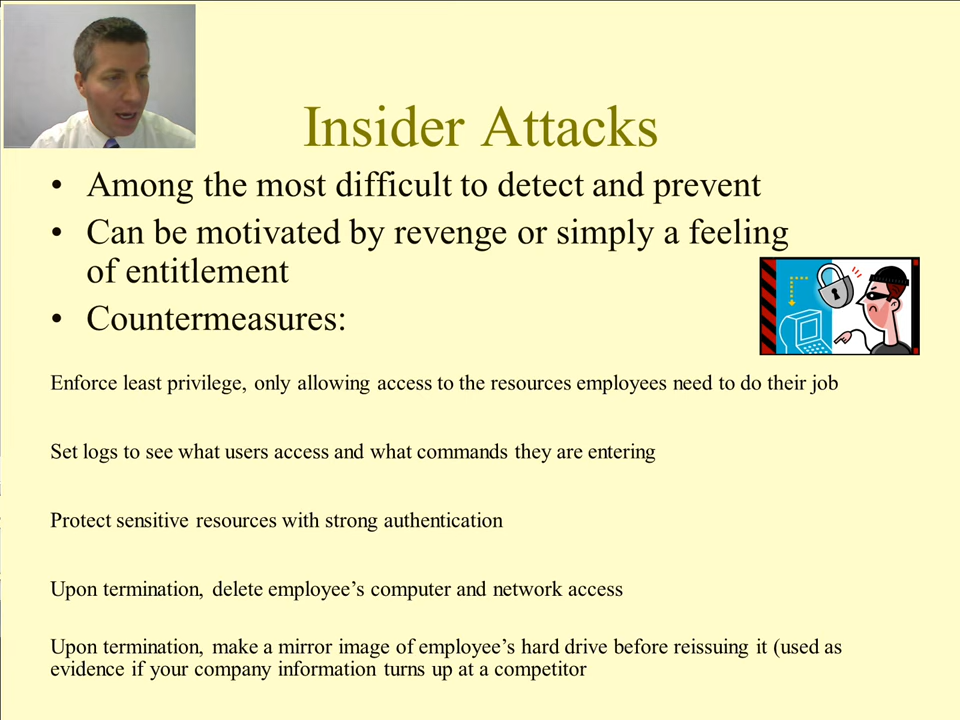 Insider Attacks
• Among the most difficult to detect and prevent
• Can be motivated by revenge or simply a feeling
of entitlement
• Countermeasures:
Enforce least privilege, only allowing access to the resources employees need to do their job
Set logs to see what users access and what commands they are entering
Protect sensitive resources with strong authentication
Upon termination, delete employee’s computer and network access
Upon termination, make a mirror image of employee’s hard drive before reissuing it (used as
evidence if your company information turns up at a competitor